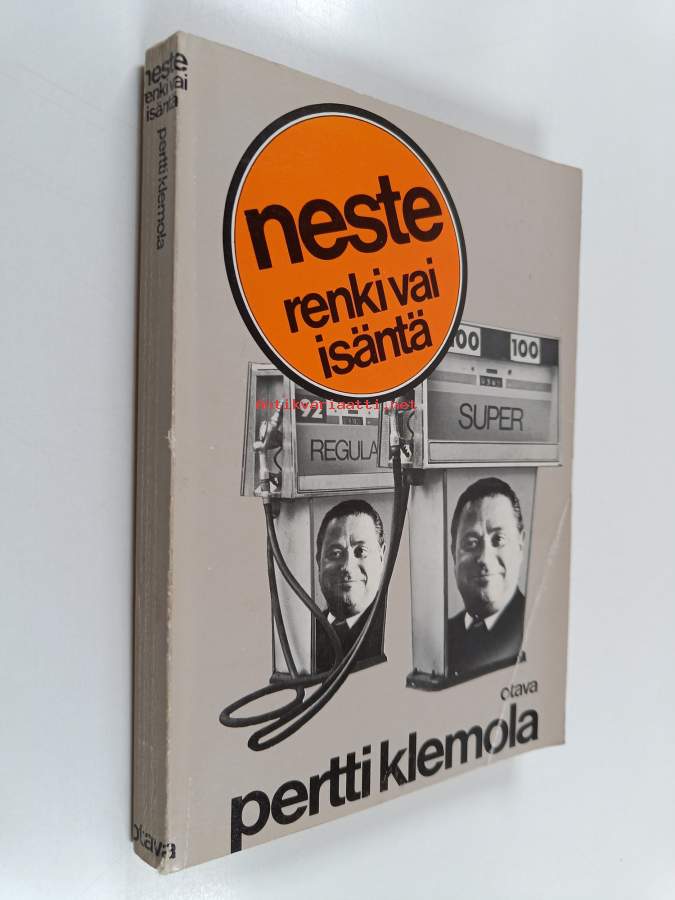 neste
renki vai
isäntä
pertti klemola
otava
neste
renki vai
isäntä
antikvariaatti.net
92
REGULA
100
100
SUPER
otava
pertti klemola